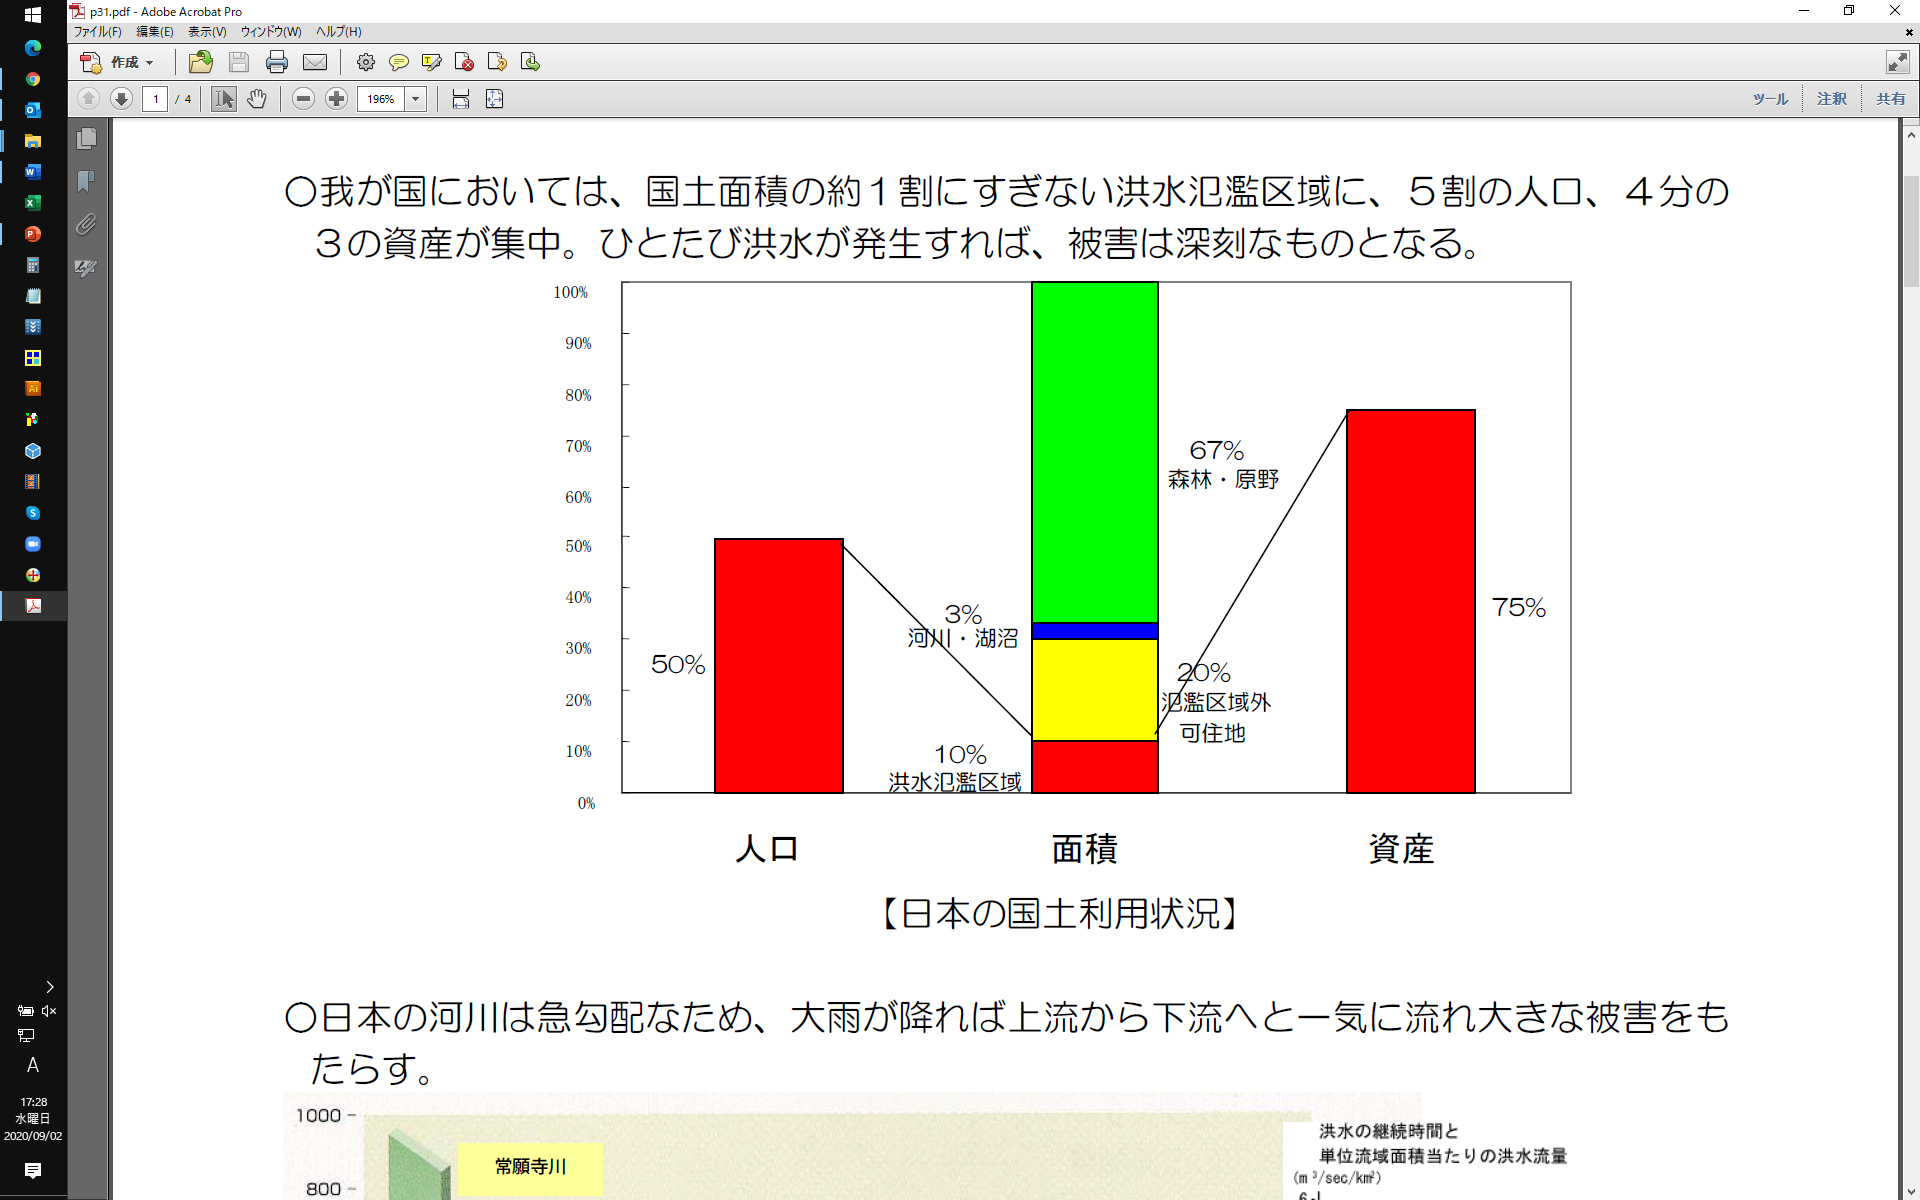 p31.pdf - Adobe Acrobat Pro
ファイル(F) 編集(E) 表示(V) ウィンドウ(W) ヘルプ(H)
作成
1 / 4 196% ツール 注釈 共有
○我が国においては、国土面積の約１割にすぎない洪水氾濫区域に、５割の人口、４分の
３の資産が集中。ひとたび洪水が発生すれば、被害は深刻なものとなる。
100%
90%
80%
70%
60%
50%
40%
30%
20%
10%
0%
67%
森林・原野
3%
河川・湖沼
50%
75%
20%
氾濫区域外
可住地
10%
洪水氾濫区域
人口 面積 資産
【日本の国土利用状況】
○日本の河川は急勾配なため、大雨が降れば上流から下流へと一気に流れ大きな被害をも
たらす。
1000
常願寺川
800
洪水の継続時間と
単位流域面積当たりの洪水流量
(m³/sec/km²)
6
A
17:28
水曜日
2020/09/02